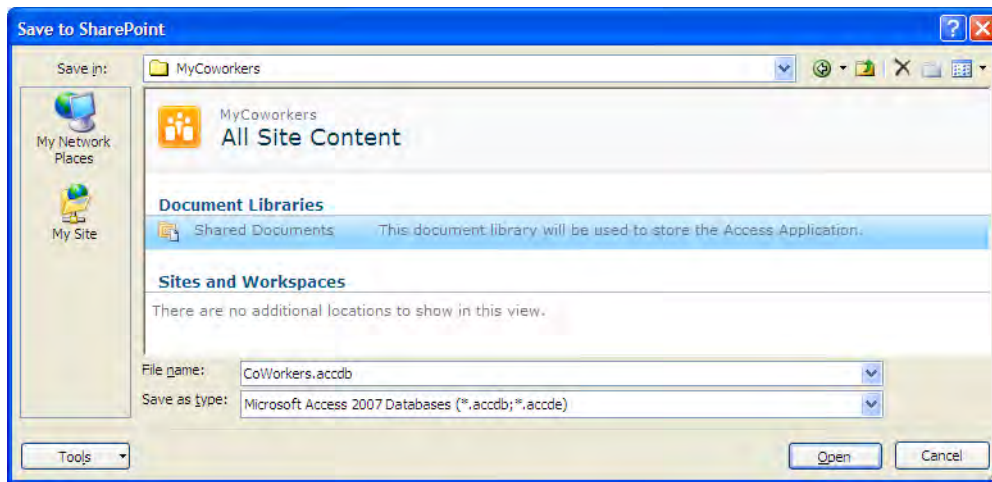 Save to SharePoint
Save in:
MyCoworkers
My Network
Places
My Site
MyCoworkers
All Site Content
Document Libraries
Shared Documents This document library will be used to store the Access Application.
Sites and Workspaces
There are no additional locations to show in this view.
File name:
CoWorkers.accdb
Save as type:
Microsoft Access 2007 Databases (*.accdb;*.accde)
Tools
Open
Cancel